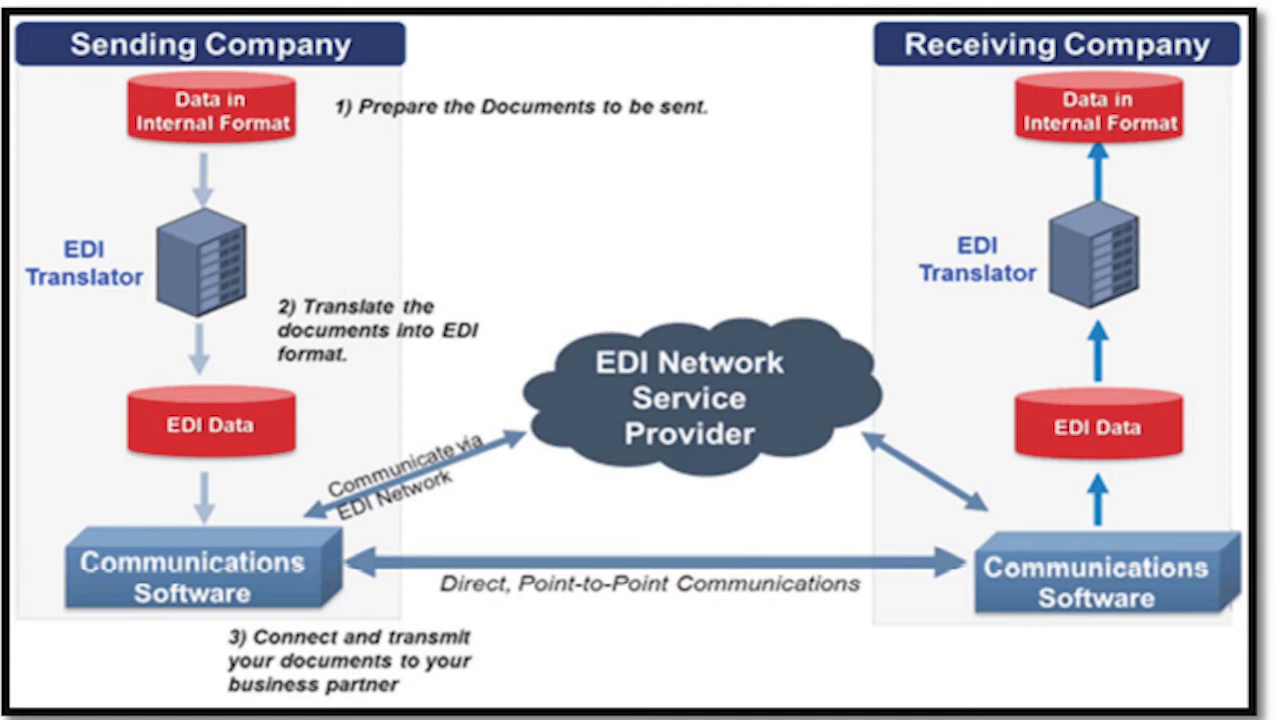 Sending Company
Data in
Internal Format
1) Prepare the Documents to be sent.
EDI
Translator
2) Translate the
documents into EDI
format.
EDI Data
Communicate via
EDI Network
Communications
Software
3) Connect and transmit
your documents to your
business partner
EDI Network
Service
Provider
Direct, Point-to-Point Communications
Receiving Company
Data in
Internal Format
EDI
Translator
EDI Data
Communications
Software